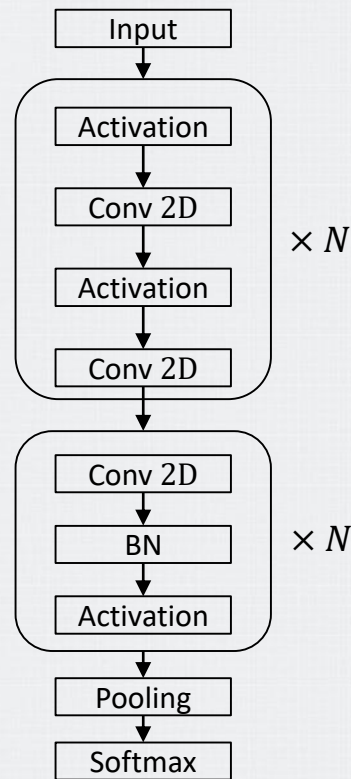 Input
Activation
Conv 2D
Activation
Conv 2D
× N
Conv 2D
BN
Activation
× N
Pooling
Softmax